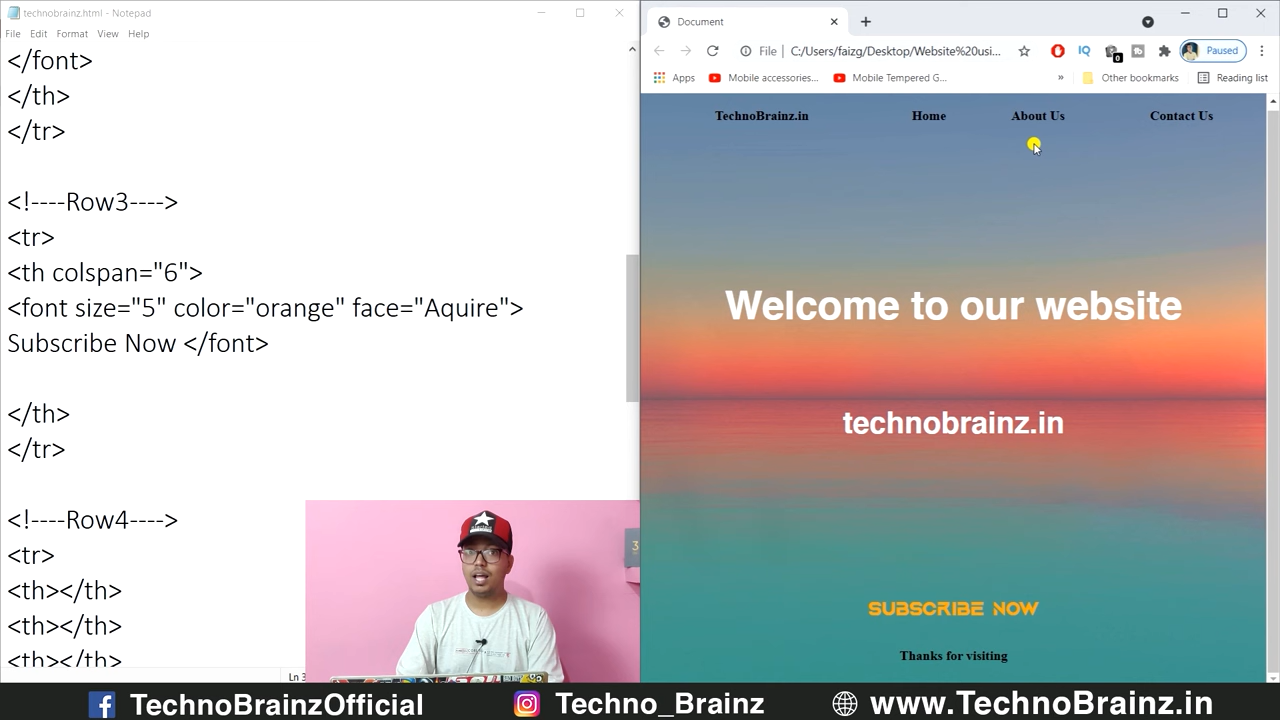 technobrainz.html - Notepad
File Edit Format View Help
</font>
</th>
</tr>
<!----Row3---->
<tr>
<th colspan="6">
<font size="5" color="orange" face="Aquire">
Subscribe Now </font>
</th>
</tr>
<!----Row4---->
<tr>
<th></th>
<th></th>
<th></th>
Document
File C:/Users/faizg/Desktop/Website%20usi...
IQ
0
Paused
Apps Mobile accessories... Mobile Tempered G... » Other bookmarks Reading list
TechnoBrainz.in Home About Us Contact Us
Welcome to our website
technobrainz.in
SUBSCRIBE NOW
Thanks for visiting
TechnoBrainzOfficial Techno_Brainz www.TechnoBrainz.in